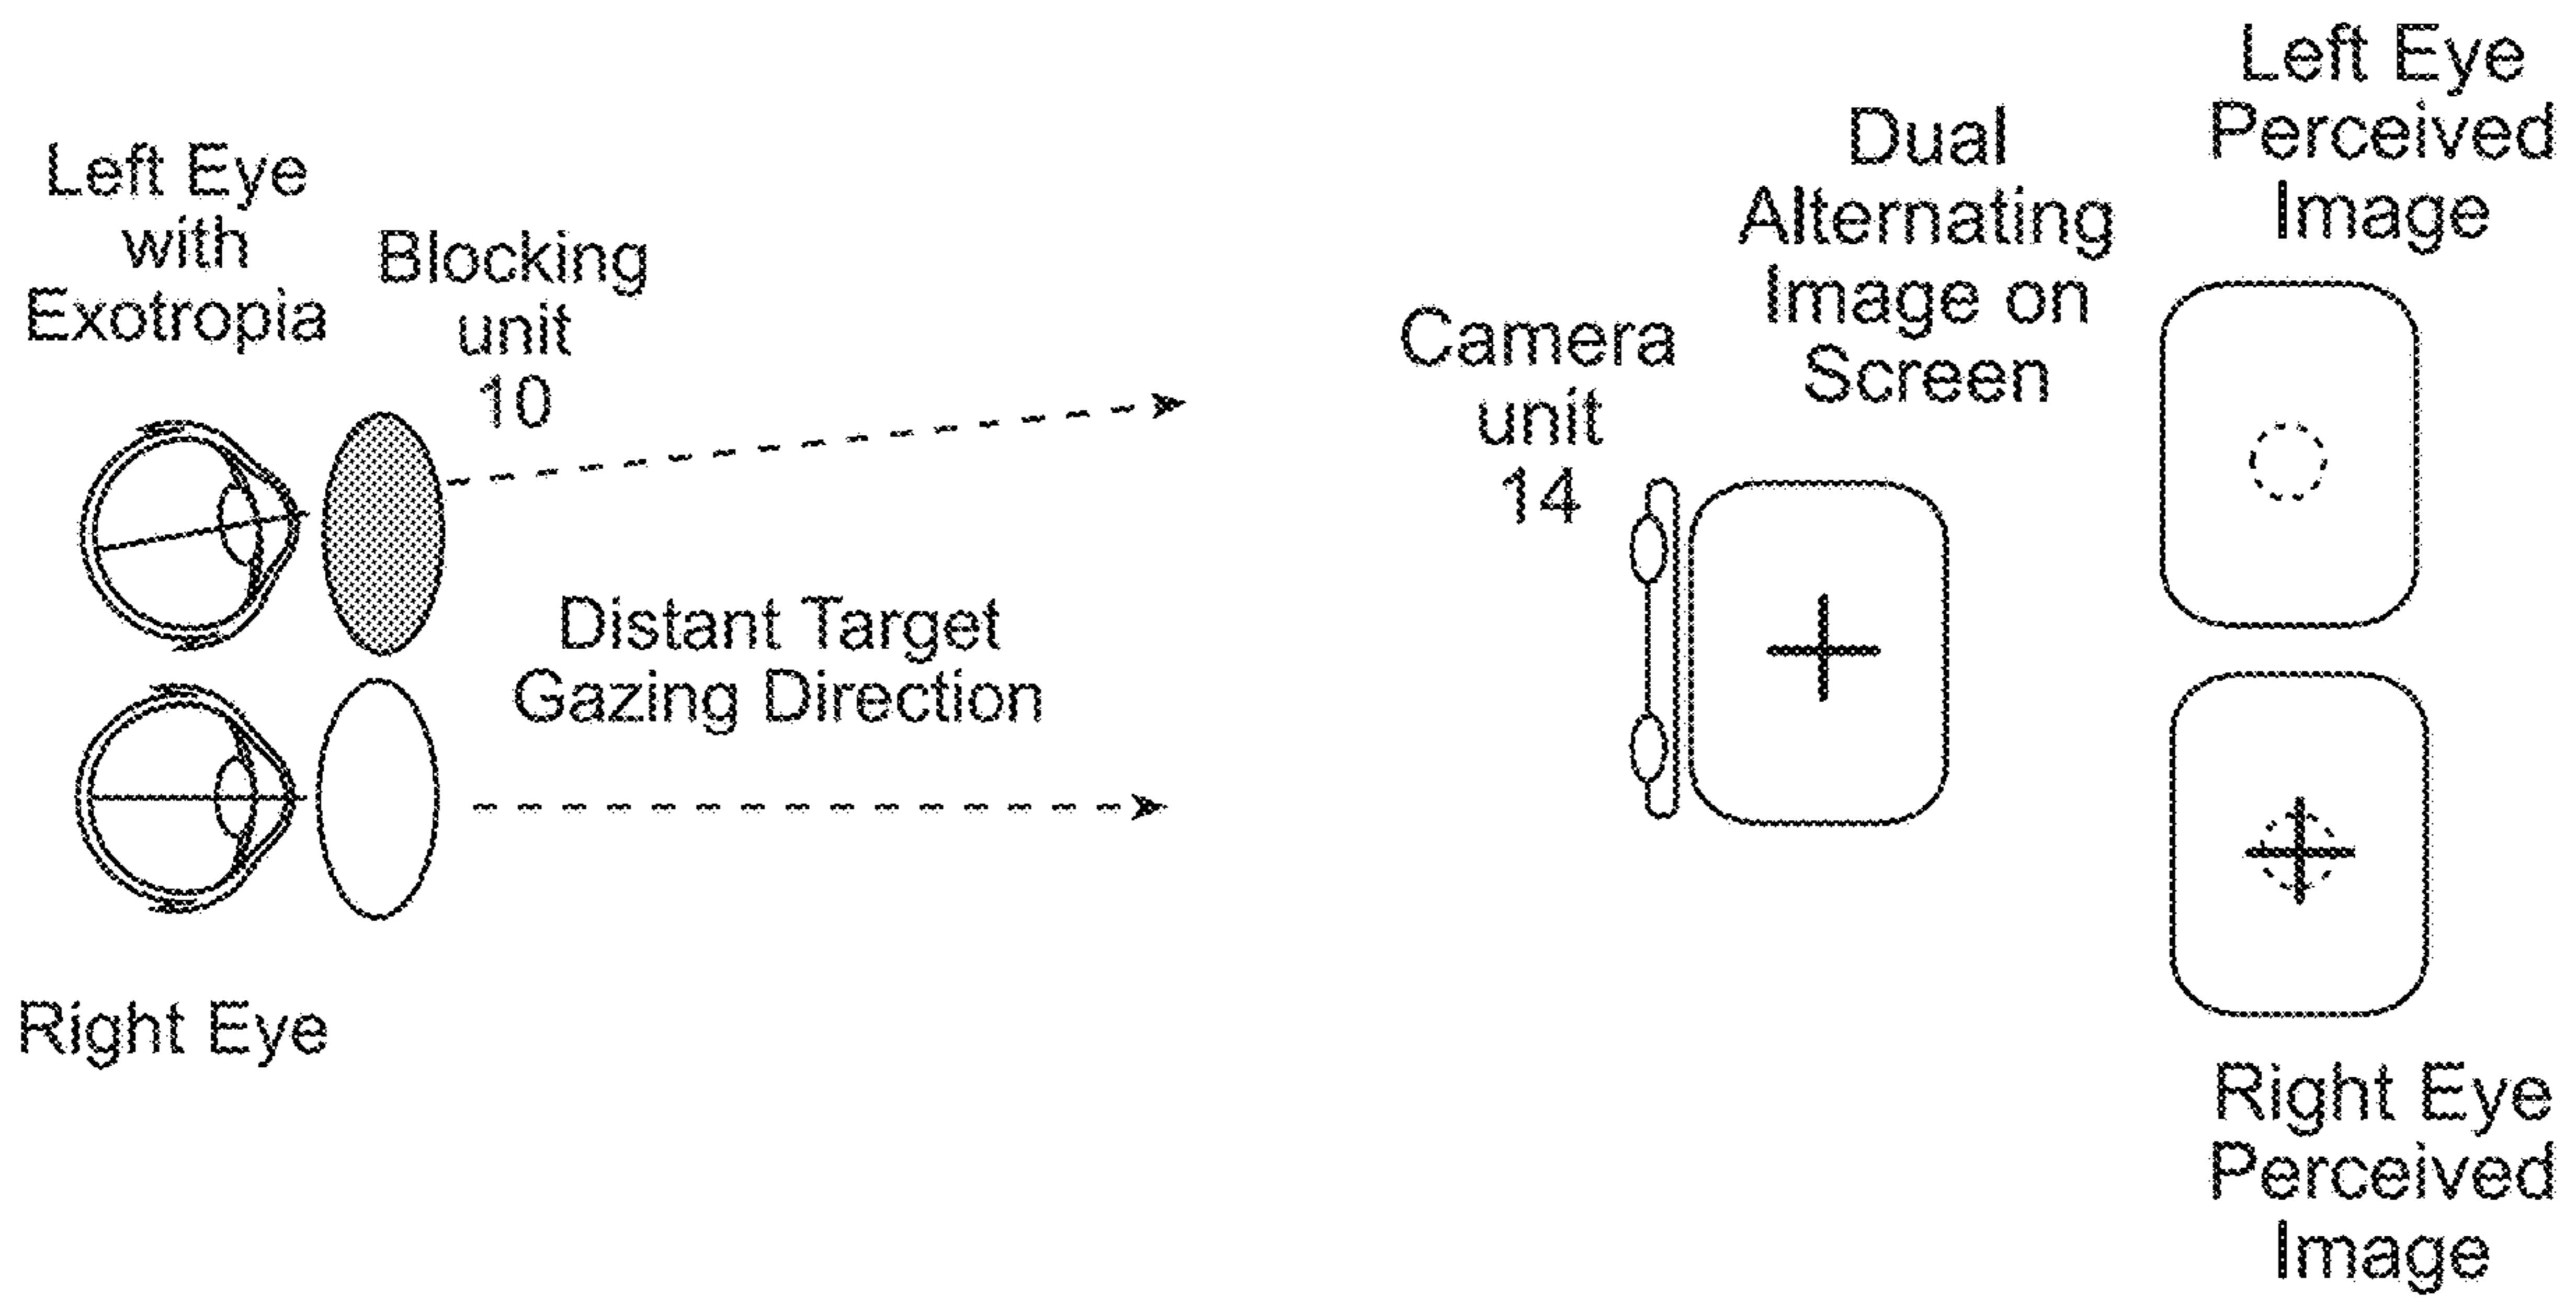 Left Eye
with
Exotropia
Blocking
unit
10
Distant Target
Gazing Direction
Right Eye
Camera
unit
14
Dual
Alternating
Image on
Screen
Left Eye
Perceived
Image
Right Eye
Perceived
Image